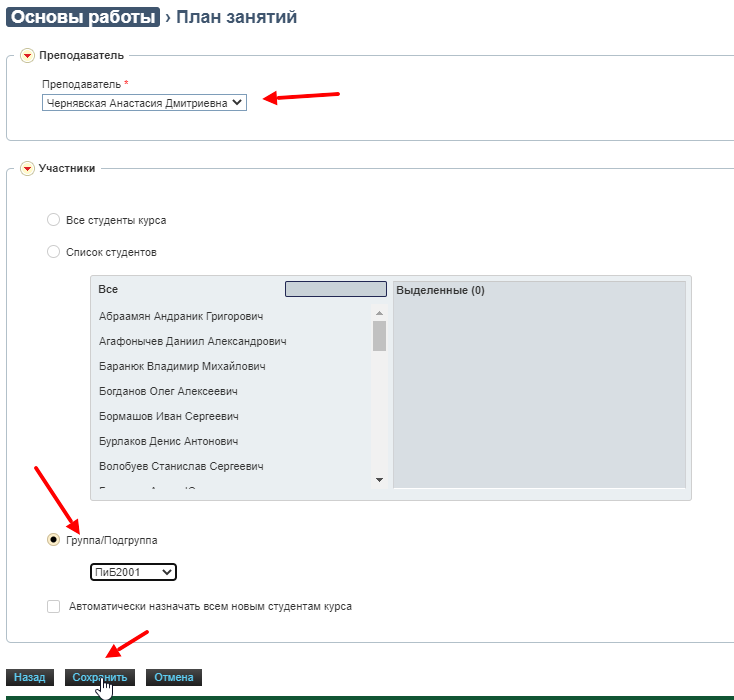 Основы работы › План занятий
Преподаватель
Преподаватель *
Чернявская Анастасия Дмитриевна
Участники
Все студенты курса
Список студентов
Все
Выделенные (0)
Абраамян Андраник Григорович
Агафонычев Даниил Александрович
Баранюк Владимир Михайлович
Богданов Олег Алексеевич
Бормашов Иван Сергеевич
Бурлаков Денис Антонович
Волобуев Станислав Сергеевич
Группа/Подгруппа
ПиБ2001
Автоматически назначать всем новым студентам курса
Назад Сохранить Отмена